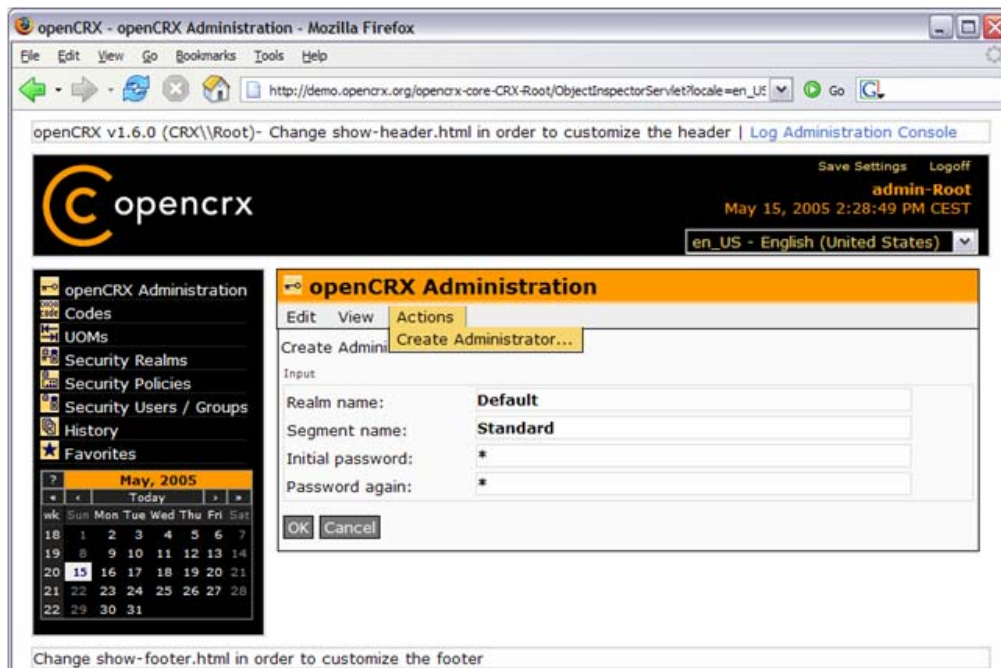 openCRX - openCRX Administration - Mozilla Firefox
File Edit View Go Bookmarks Tools Help
http://demo.opencrx.org/opencrx-core-CRX-Root/ObjectInspectorServlet?locale=en_US Go G
openCRX v1.6.0 (CRX\\Root)- Change show-header.html in order to customize the header | Log Administration Console
Save Settings Logoff
opencrx
admin-Root
May 15, 2005 2:28:49 PM CEST
en_US - English (United States)
openCRX Administration
Codes
UOMs
Security Realms
Security Policies
Security Users / Groups
History
Favorites
? May, 2005
« ‹ Today › »
wk Sun Mon Tue Wed Thu Fri Sat
18 1 2 3 4 5 6 7
19 8 9 10 11 12 13 14
20 15 16 17 18 19 20 21
21 22 23 24 25 26 27 28
22 29 30 31
openCRX Administration
Edit View Actions
Create Administrator...
Create Admini
Input
Realm name: Default
Segment name: Standard
Initial password: *
Password again: *
OK Cancel
Change show-footer.html in order to customize the footer